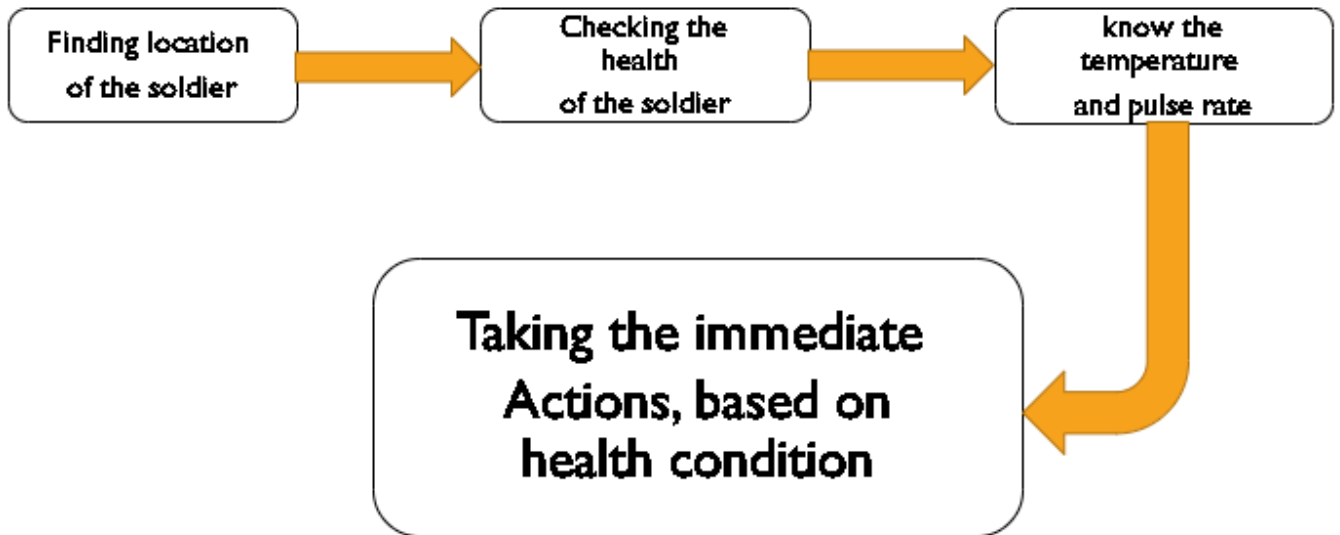 Finding location
of the soldier
Checking the
health
of the soldier
know the
temperature
and pulse rate
Taking the immediate
Actions, based on
health condition